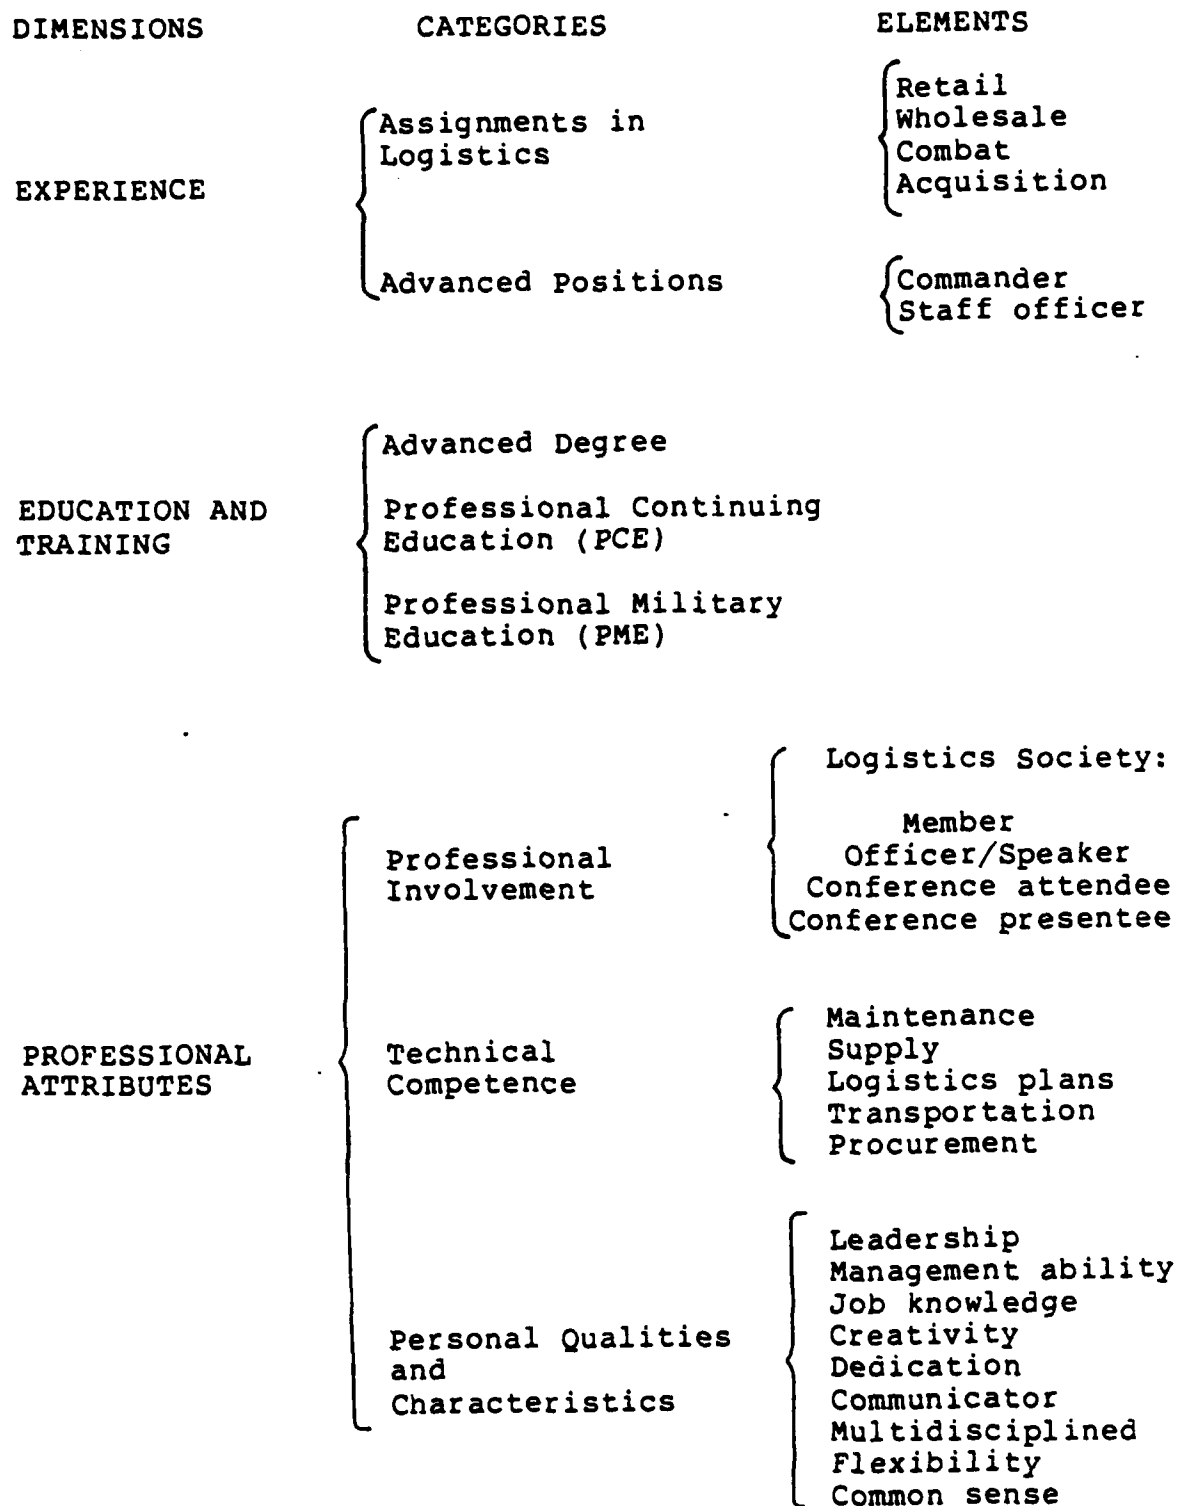 DIMENSIONS CATEGORIES ELEMENTS
Retail
Wholesale
Combat
Acquisition
Assignments in
Logistics
EXPERIENCE
Advanced Positions
Commander
Staff officer
Advanced Degree
EDUCATION AND
TRAINING
Professional Continuing
Education (PCE)
Professional Military
Education (PME)
Logistics Society:
Member
Officer/Speaker
Conference attendee
Conference presentee
Professional
Involvement
PROFESSIONAL
ATTRIBUTES
Technical
Competence
Maintenance
Supply
Logistics plans
Transportation
Procurement
Personal Qualities
and
Characteristics
Leadership
Management ability
Job knowledge
Creativity
Dedication
Communicator
Multidisciplined
Flexibility
Common sense